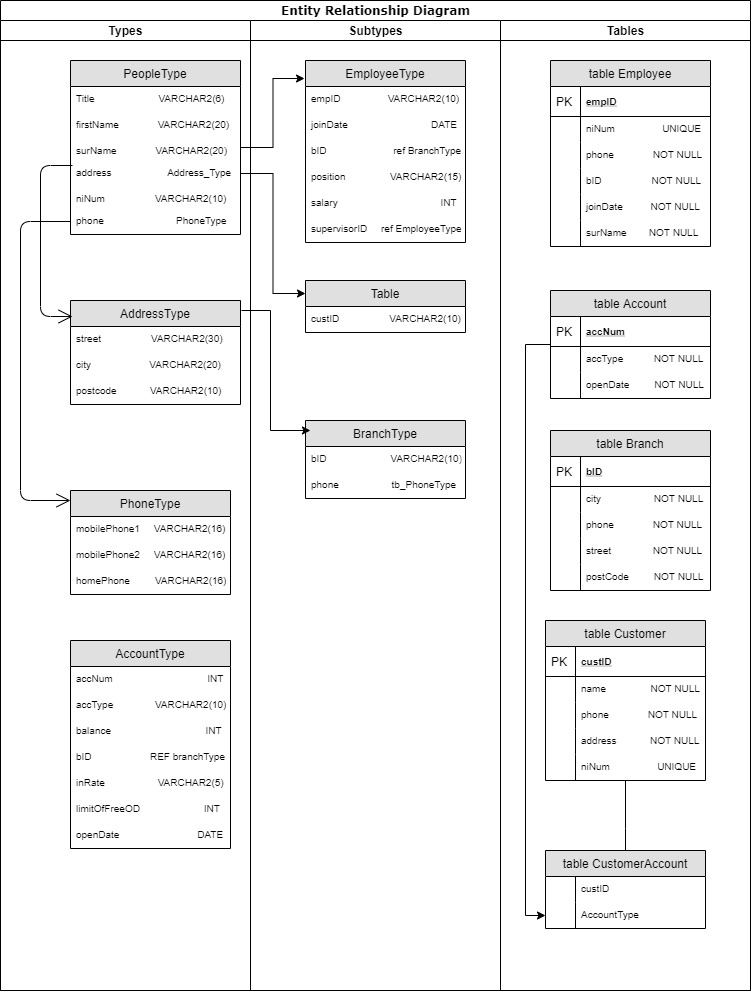 Entity Relationship Diagram
Types
Subtypes
Tables
PeopleType
Title VARCHAR2(6)
firstName VARCHAR2(20)
surName VARCHAR2(20)
address Address_Type
niNum VARCHAR2(10)
phone PhoneType
AddressType
street VARCHAR2(30)
city VARCHAR2(20)
postcode VARCHAR2(10)
PhoneType
mobilePhone1 VARCHAR2(16)
mobilePhone2 VARCHAR2(16)
homePhone VARCHAR2(16)
AccountType
accNum INT
accType VARCHAR2(10)
balance INT
bID REF branchType
inRate VARCHAR2(5)
limitOfFreeOD INT
openDate DATE
EmployeeType
empID VARCHAR2(10)
joinDate DATE
bID ref BranchType
position VARCHAR2(15)
salary INT
supervisorID ref EmployeeType
Table
custID VARCHAR2(10)
BranchType
bID VARCHAR2(10)
phone tb_PhoneType
table Employee
PK empID
niNum UNIQUE
phone NOT NULL
bID NOT NULL
joinDate NOT NULL
surName NOT NULL
table Account
PK accNum
accType NOT NULL
openDate NOT NULL
table Branch
PK bID
city NOT NULL
phone NOT NULL
street NOT NULL
postCode NOT NULL
table Customer
PK custID
name NOT NULL
phone NOT NULL
address NOT NULL
niNum UNIQUE
table CustomerAccount
custID
AccountType